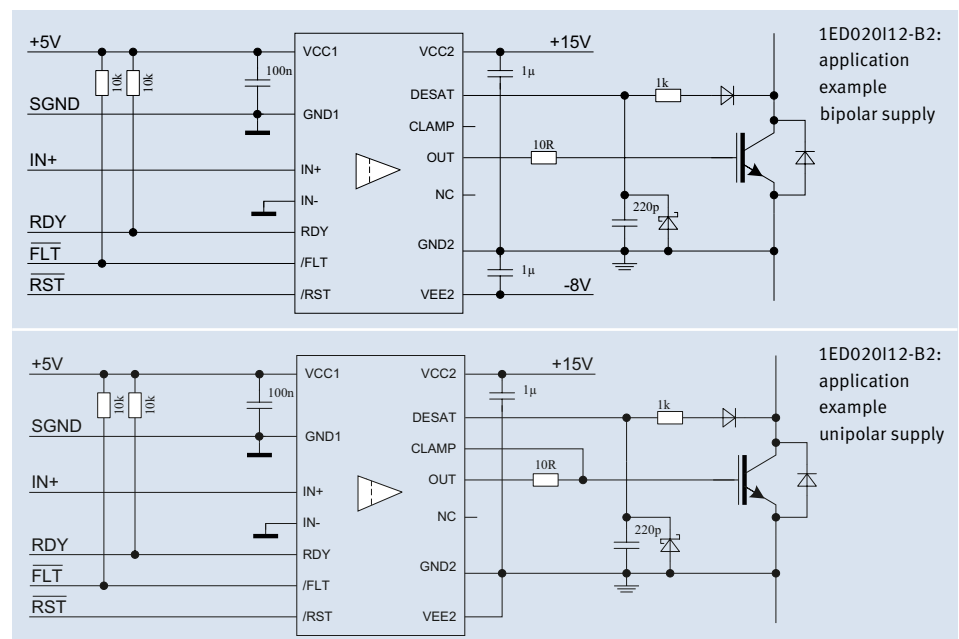 +5V
10k
10k
100n
SGND
IN+
RDY
FLT
RST
VCC1
GND1
IN+
IN-
RDY
/FLT
/RST
VCC2
DESAT
CLAMP
OUT
NC
GND2
VEE2
+15V
1µ
1k
10R
220p
1µ
-8V
1ED020I12-B2:
application
example
bipolar supply
+5V
10k
10k
100n
SGND
IN+
RDY
FLT
RST
VCC1
GND1
IN+
IN-
RDY
/FLT
/RST
VCC2
DESAT
CLAMP
OUT
NC
GND2
VEE2
+15V
1µ
1k
10R
220p
1ED020I12-B2:
application
example
unipolar supply